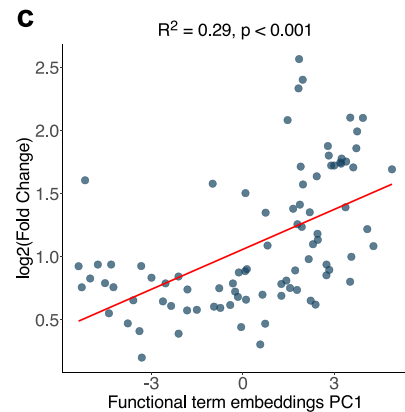 c
R² = 0.29, p < 0.001
log2(Fold Change)
2.5
2.0
1.5
1.0
0.5
-3 0 3
Functional term embeddings PC1